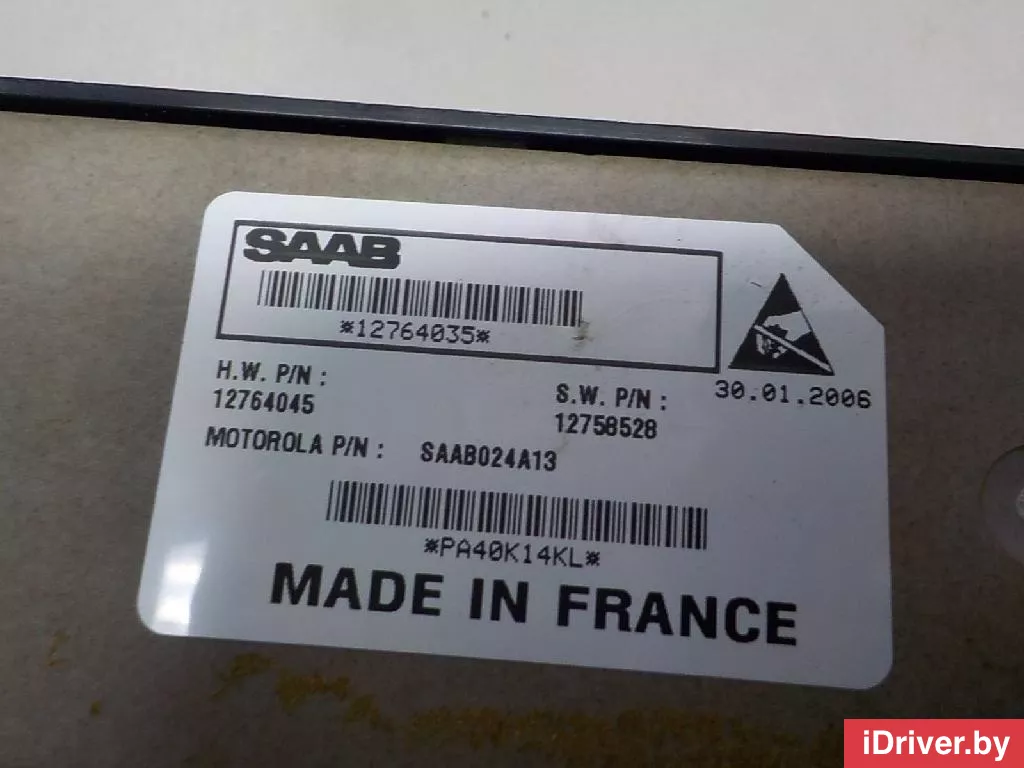 SAAB
*12764035*
30.01.2006
H.W. P/N :
12764045
S.W. P/N :
12758528
MOTOROLA P/N : SAAB024A13
*PA40K14KL*
MADE IN FRANCE
iDriver.by